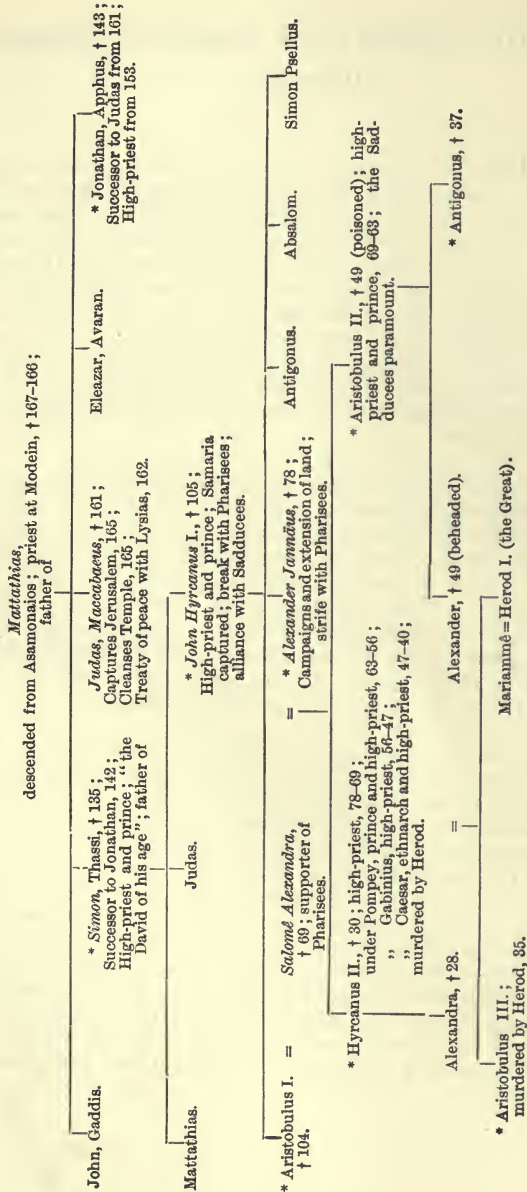 Mattathias,
descended from Asamonaios; priest at Modein, † 167–166;
father of
John, Gaddis.
* Simon, Thassi, † 135;
Successor to Jonathan, 142;
High-priest and prince; "the
David of his age"; father of
Judas, Maccabaeus, † 161;
Captures Jerusalem, 165;
Cleanses Temple, 165;
Treaty of peace with Lysias, 162.
Eleazar, Avaran.
* Jonathan, Apphus, † 143;
Successor to Judas from 161;
High-priest from 153.
Mattathias.
Judas.
* John Hyrcanus I., † 105;
High-priest and prince; Samaria
captured; break with Pharisees;
alliance with Sadducees.
* Aristobulus I. =
† 104.
Salomê Alexandra, =
† 69; supporter of
Pharisees.
* Alexander Jannäus, † 78;
Campaigns and extension of land;
strife with Pharisees.
Antigonus.
Absalom.
Simon Psellus.
* Hyrcanus II., † 30; high-priest, 78–69;
under Pompey, prince and high-priest, 63–56;
„ Gabinius, high-priest, 56–47;
„ Caesar, ethnarch and high-priest, 47–40;
murdered by Herod.
* Aristobulus II., † 49 (poisoned); high-
priest and prince, 69–63; the Sad-
ducees paramount.
Alexandra, † 28. =
Alexander, † 49 (beheaded).
* Antigonus, † 37.
* Aristobulus III.;
murdered by Herod, 35.
Mariammê = Herod I. (the Great).